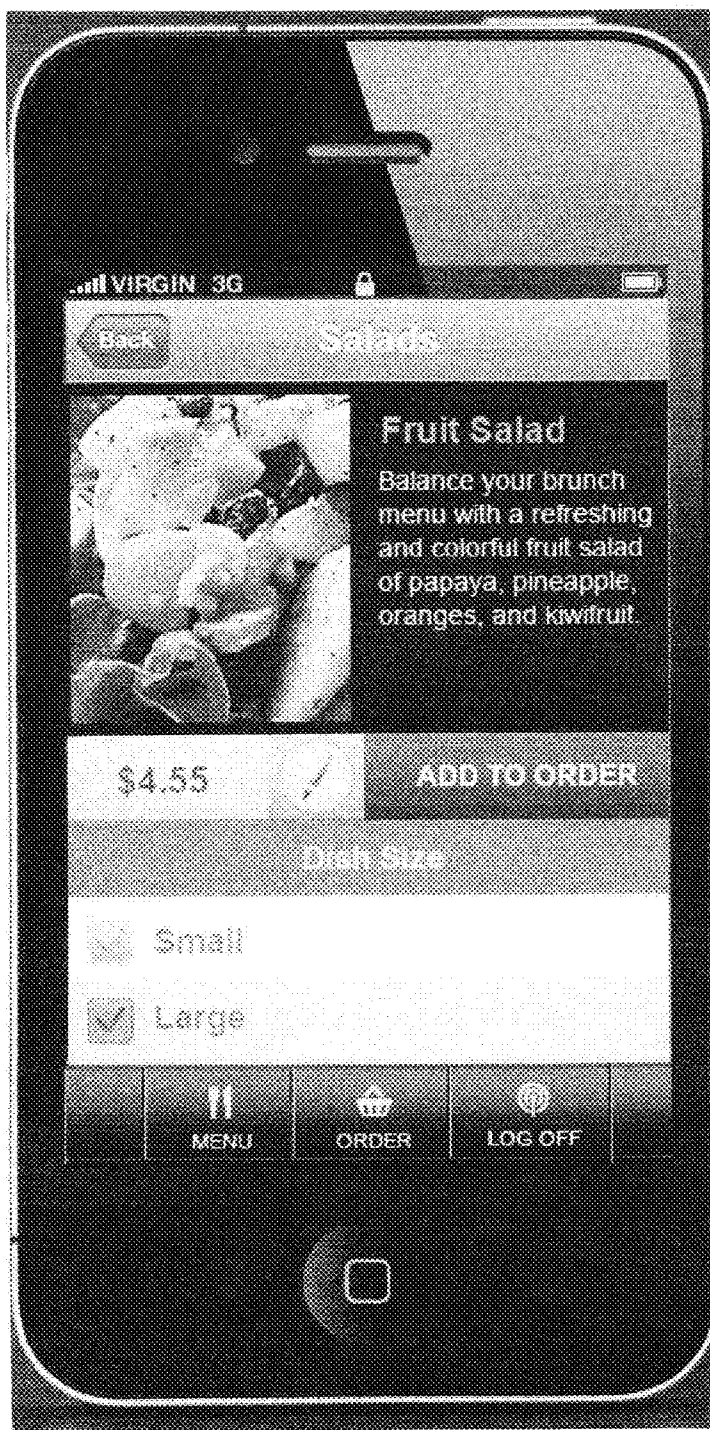 VIRGIN 3G
Back
Salads
Fruit Salad
Balance your brunch
menu with a refreshing
and colorful fruit salad
of papaya, pineapple,
oranges, and kiwifruit.
$4.55
ADD TO ORDER
Dish Size
Small
Large
MENU
ORDER
LOG OFF